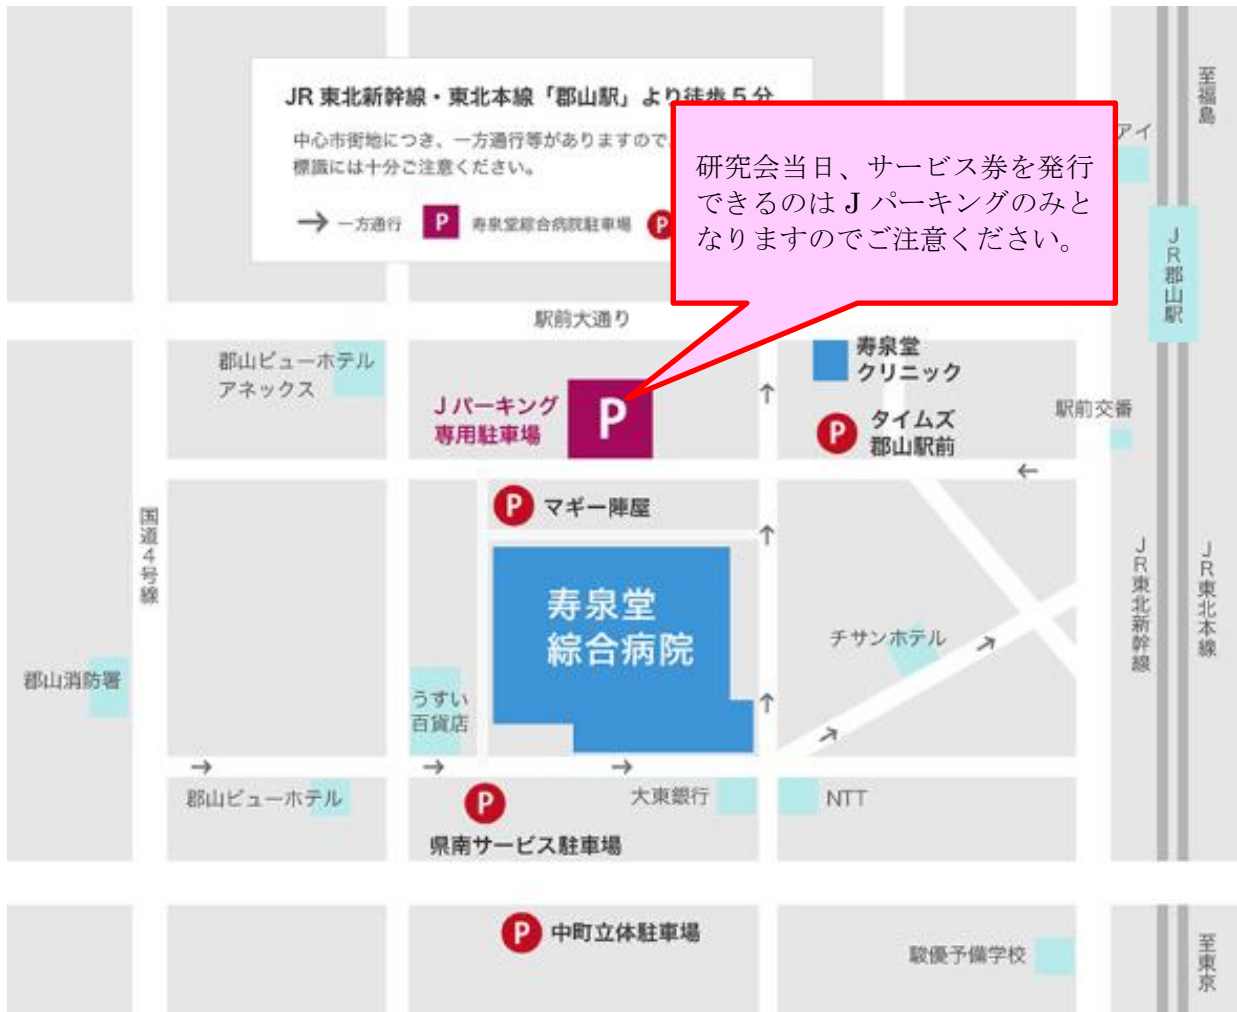 JR 東北新幹線・東北本線「郡山駅」より徒歩 5 分
中心市街地につき、一方通行等がありますので、
標識には十分ご注意ください。
→ 一方通行
P 寿泉堂綜合病院駐車場
P
研究会当日、サービス券を発行
できるのは J パーキングのみと
なりますのでご注意ください。
アイ
至福島
JR郡山駅
駅前大通り
郡山ビューホテル
アネックス
Jパーキング
専用駐車場
P
寿泉堂
クリニック
P タイムズ
郡山駅前
駅前交番
国道4号線
P マギー陣屋
寿泉堂
綜合病院
チサンホテル
JR東北新幹線
JR東北本線
郡山消防署
うすい
百貨店
郡山ビューホテル
P
県南サービス駐車場
大東銀行
NTT
P 中町立体駐車場
駿優予備学校
至東京